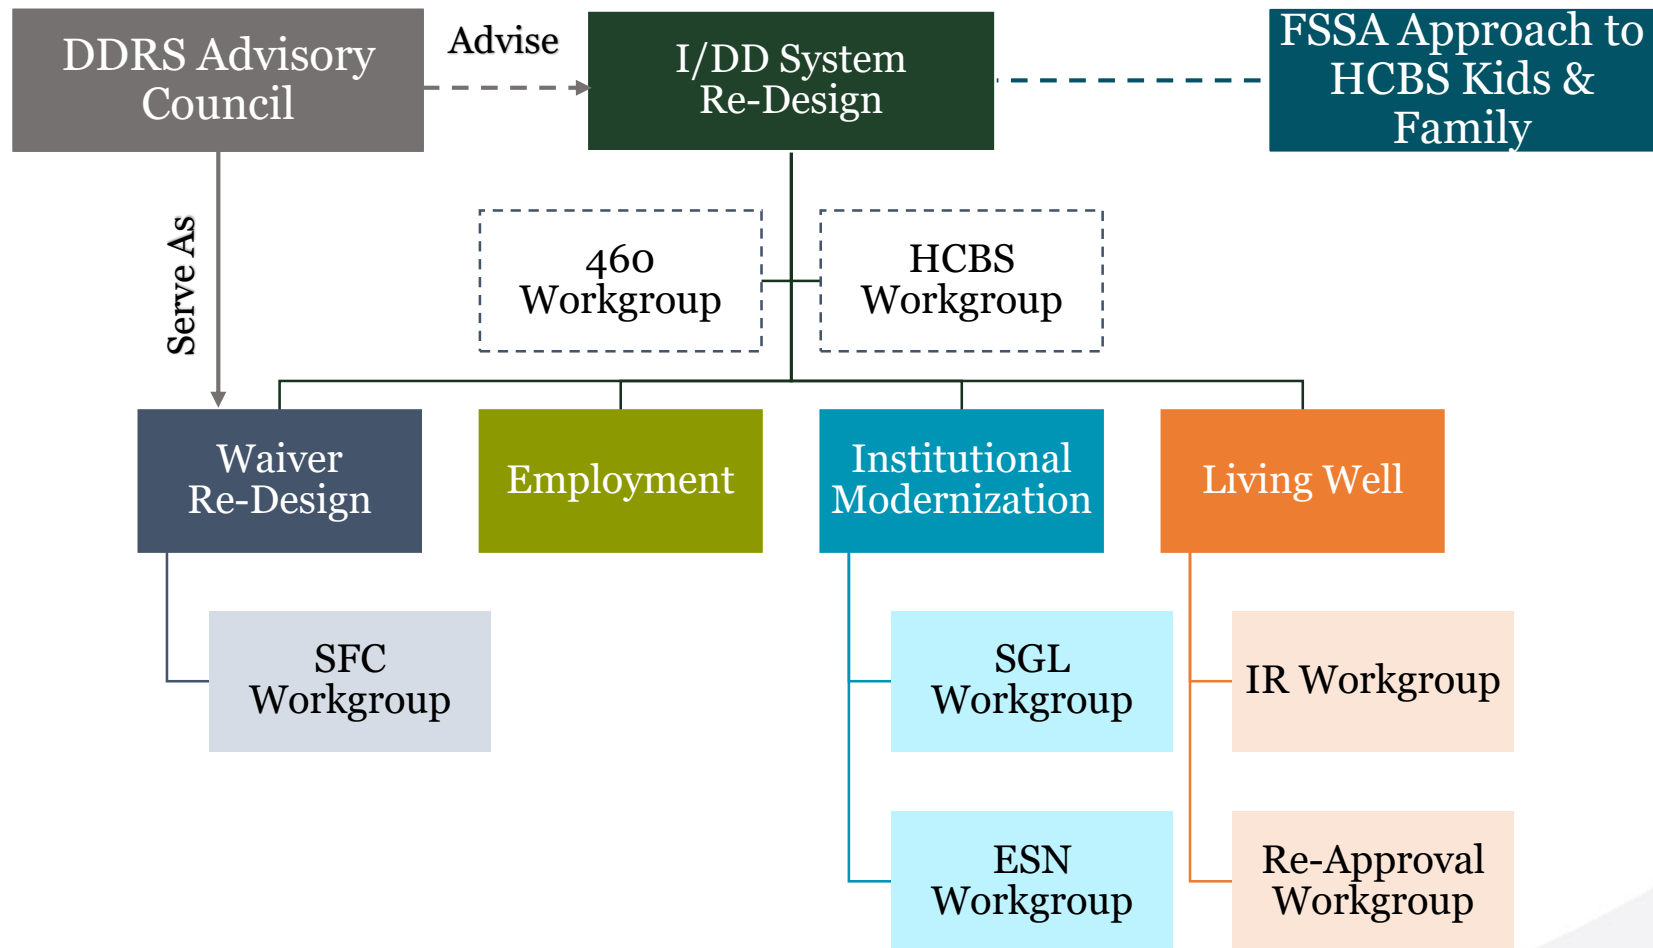 DDRS Advisory
Council
Advise
I/DD System
Re-Design
FSSA Approach to
HCBS Kids &
Family
Serve As
460
Workgroup
HCBS
Workgroup
Waiver
Re-Design
Employment
Institutional
Modernization
Living Well
SFC
Workgroup
SGL
Workgroup
IR Workgroup
ESN
Workgroup
Re-Approval
Workgroup